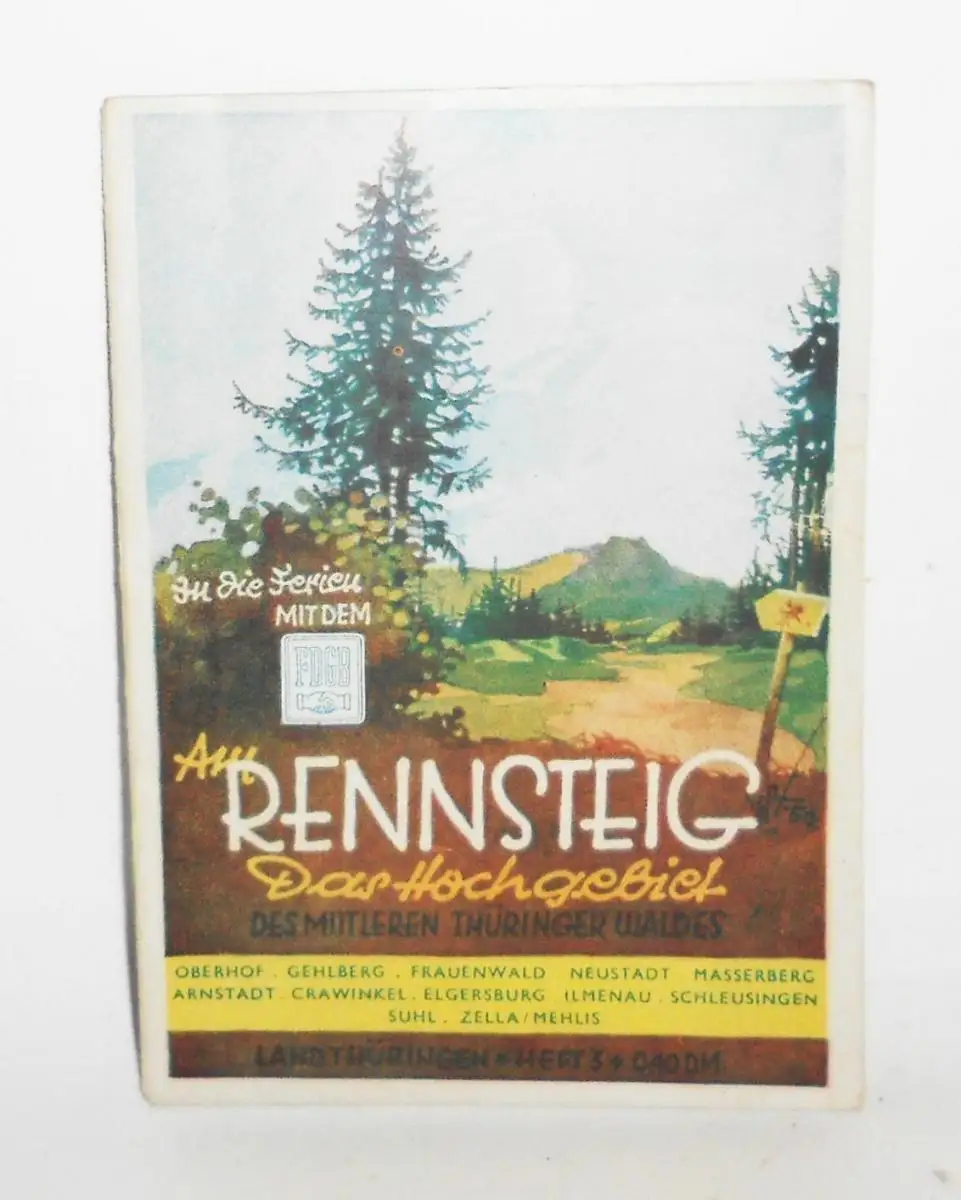 In die Ferien
MIT DEM
FDGB
Am
RENNSTEIG
Das Hochgebiet
DES MITTLEREN THÜRINGER WALDES
OBERHOF . GEHLBERG . FRAUENWALD NEUSTADT MASSERBERG
ARNSTADT . CRAWINKEL . ELGERSBURG ILMENAU . SCHLEUSINGEN
SUHL . ZELLA/MEHLIS
LAND THÜRINGEN * HEFT 3 * 0,40 DM